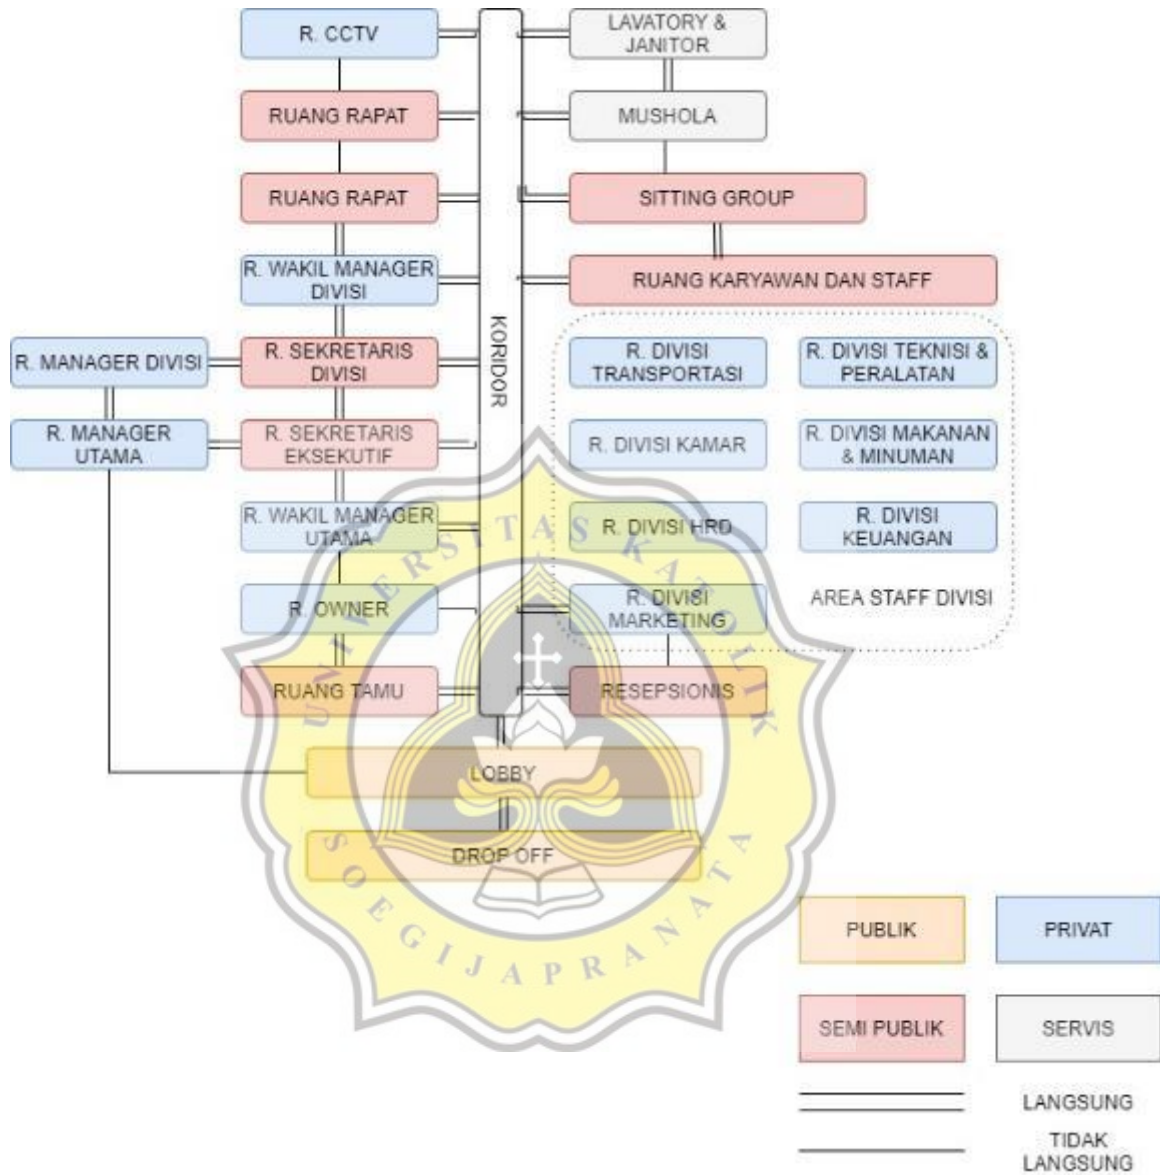 R. CCTV
LAVATORY &
JANITOR
RUANG RAPAT
MUSHOLA
RUANG RAPAT
SITTING GROUP
R. WAKIL MANAGER
DIVISI
RUANG KARYAWAN DAN STAFF
KORIDOR
R. MANAGER DIVISI
R. SEKRETARIS
DIVISI
R. DIVISI
TRANSPORTASI
R. DIVISI TEKNISI &
PERALATAN
R. MANAGER
UTAMA
R. SEKRETARIS
EKSEKUTIF
R. DIVISI KAMAR
R. DIVISI MAKANAN
& MINUMAN
R. WAKIL MANAGER
UTAMA
R. DIVISI HRD
R. DIVISI
KEUANGAN
R. OWNER
R. DIVISI
MARKETING
AREA STAFF DIVISI
RUANG TAMU
RESEPSIONIS
LOBBY
DROP OFF
UNIVERSITAS KATOLIK
SOEGIJAPRANATA
PUBLIK
PRIVAT
SEMI PUBLIK
SERVIS
LANGSUNG
TIDAK
LANGSUNG